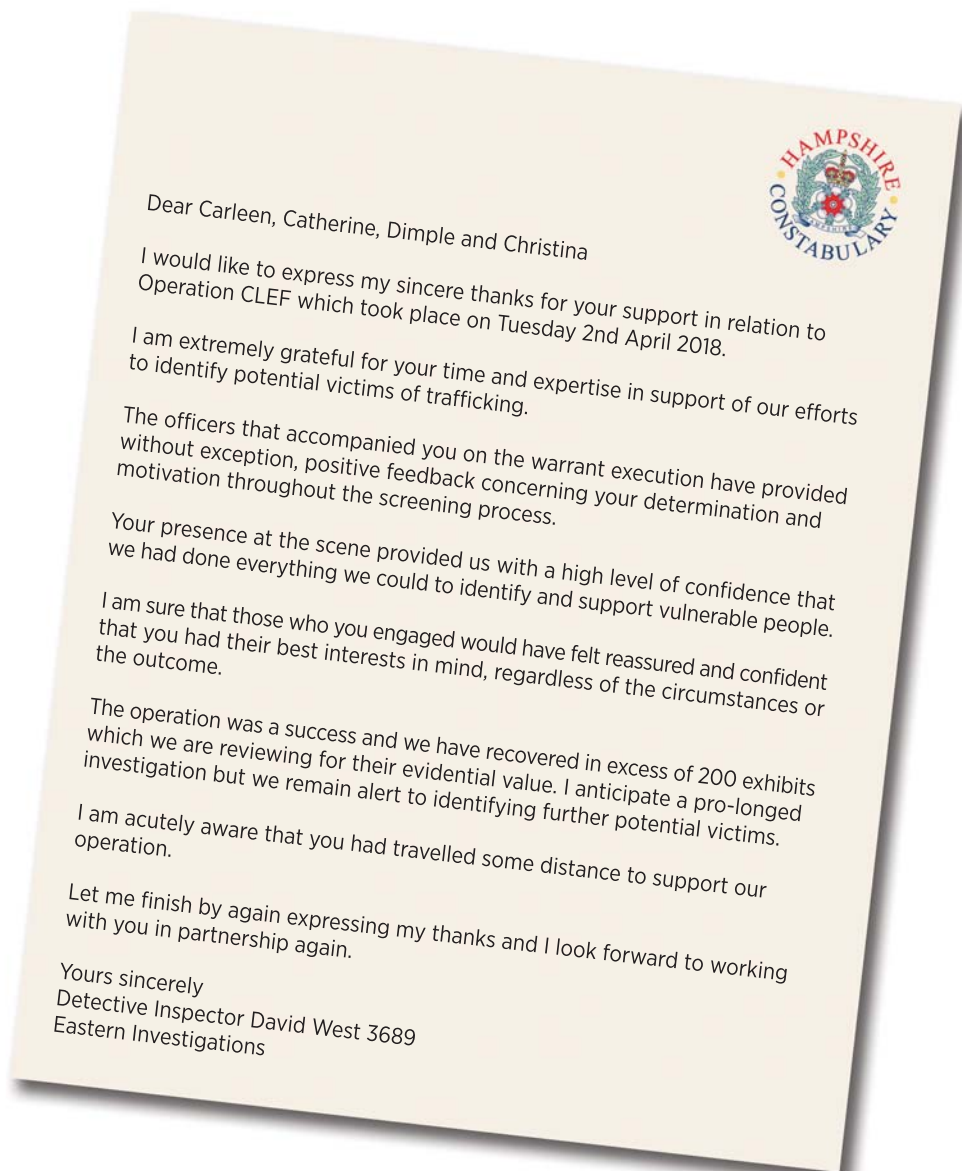 HAMPSHIRE
CONSTABULARY
HAMPSHIRE
Dear Carleen, Catherine, Dimple and Christina
I would like to express my sincere thanks for your support in relation to
Operation CLEF which took place on Tuesday 2nd April 2018.
I am extremely grateful for your time and expertise in support of our efforts
to identify potential victims of trafficking.
The officers that accompanied you on the warrant execution have provided
without exception, positive feedback concerning your determination and
motivation throughout the screening process.
Your presence at the scene provided us with a high level of confidence that
we had done everything we could to identify and support vulnerable people.
I am sure that those who you engaged would have felt reassured and confident
that you had their best interests in mind, regardless of the circumstances or
the outcome.
The operation was a success and we have recovered in excess of 200 exhibits
which we are reviewing for their evidential value. I anticipate a pro-longed
investigation but we remain alert to identifying further potential victims.
I am acutely aware that you had travelled some distance to support our
operation.
Let me finish by again expressing my thanks and I look forward to working
with you in partnership again.
Yours sincerely
Detective Inspector David West 3689
Eastern Investigations